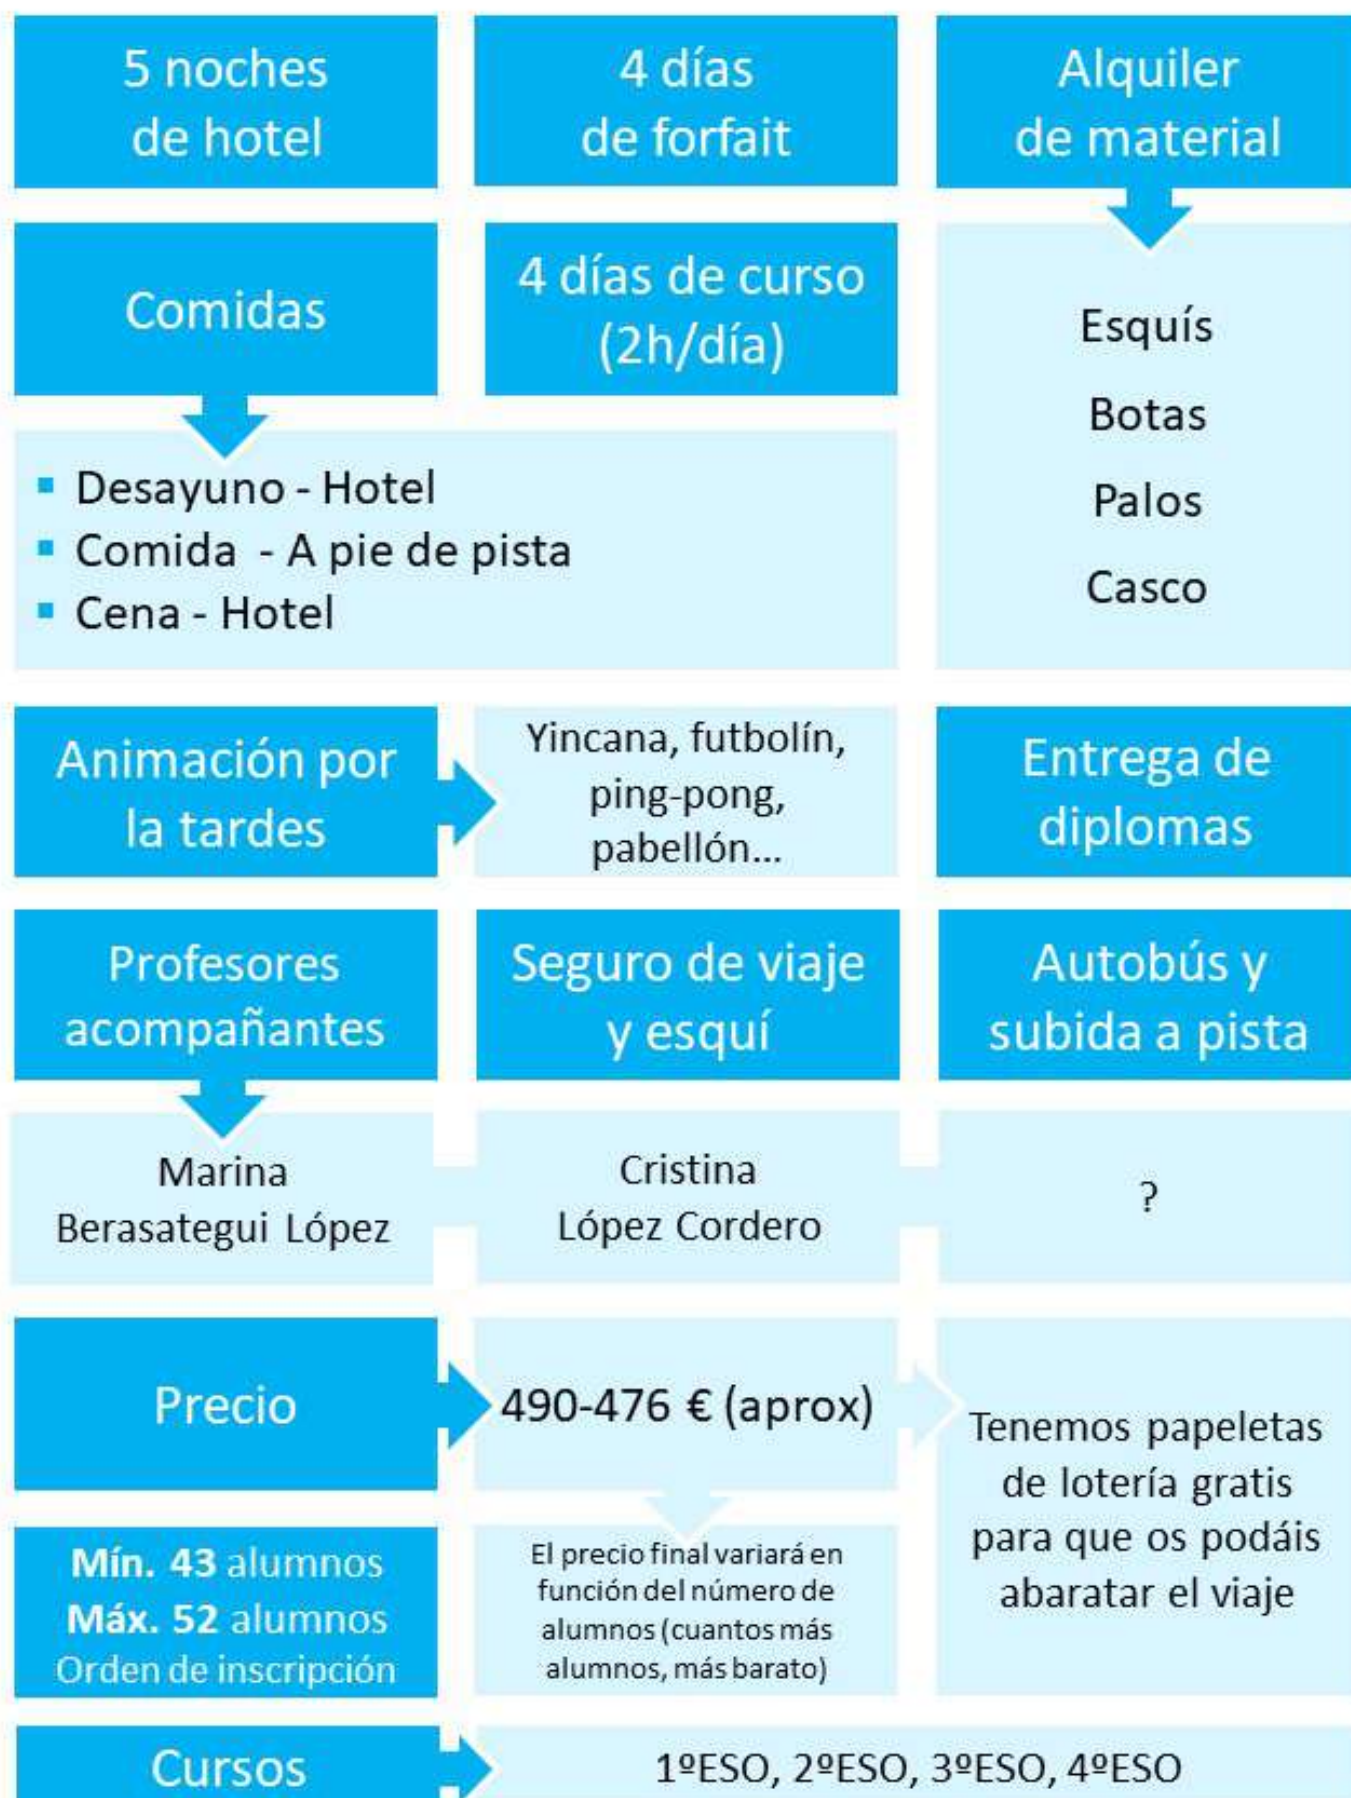 5 noches
de hotel
4 días
de forfait
Alquiler
de material
Comidas
4 días de curso
(2h/día)
Esquís
Botas
Palos
Casco
▪ Desayuno - Hotel
▪ Comida - A pie de pista
▪ Cena - Hotel
Animación por
la tardes
Yincana, futbolín,
ping-pong,
pabellón...
Entrega de
diplomas
Profesores
acompañantes
Seguro de viaje
y esquí
Autobús y
subida a pista
Marina
Berasategui López
Cristina
López Cordero
?
Precio
490-476 € (aprox)
Tenemos papeletas
de lotería gratis
para que os podáis
abaratar el viaje
Mín. 43 alumnos
Máx. 52 alumnos
Orden de inscripción
El precio final variará en
función del número de
alumnos (cuantos más
alumnos, más barato)
Cursos
1ºESO, 2ºESO, 3ºESO, 4ºESO